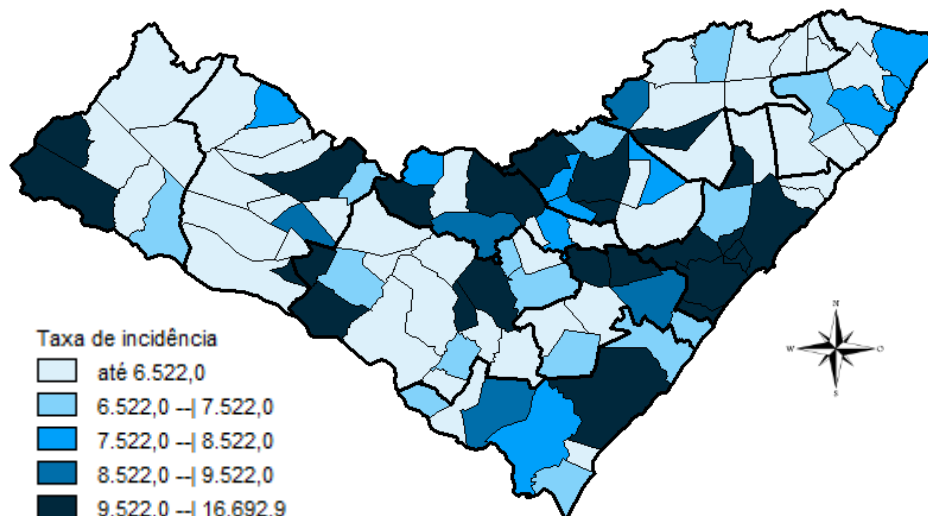 Taxa de incidência
até 6.522,0
6.522,0 --| 7.522,0
7.522,0 --| 8.522,0
8.522,0 --| 9.522,0
9.522,0 --| 16.692,9
N
W
O
S